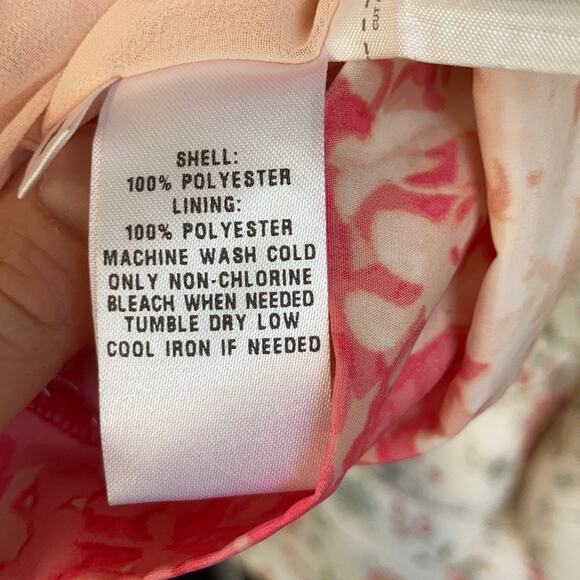 CUT
SHELL:
100% POLYESTER
LINING:
100% POLYESTER
MACHINE WASH COLD
ONLY NON-CHLORINE
BLEACH WHEN NEEDED
TUMBLE DRY LOW
COOL IRON IF NEEDED